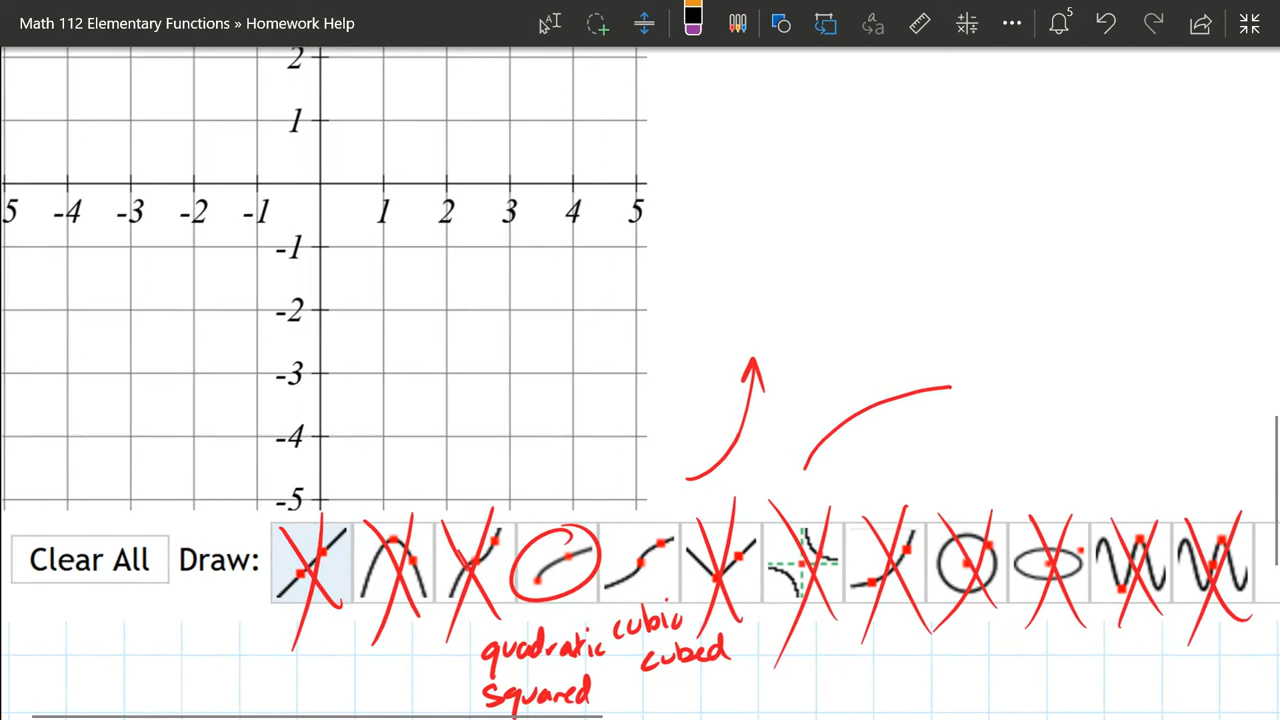 Math 112 Elementary Functions » Homework Help
5
2
1
5 -4 -3 -2 -1 1 2 3 4 5
-1
-2
-3
-4
-5
Clear All Draw:
quadratic cubic
squared cubed